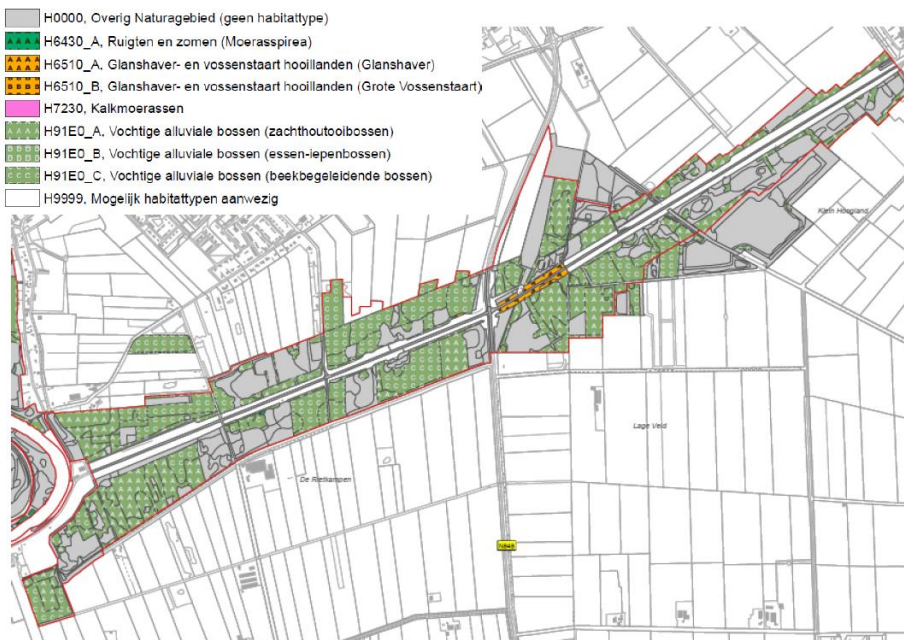 H0000, Overig Naturagebied (geen habitattype)
H6430_A, Ruigten en zomen (Moerasspirea)
H6510_A, Glanshaver- en vossenstaart hooilanden (Glanshaver)
H6510_B, Glanshaver- en vossenstaart hooilanden (Grote Vossenstaart)
H7230, Kalkmoerassen
H91E0_A, Vochtige alluviale bossen (zachthoutooibossen)
H91E0_B, Vochtige alluviale bossen (essen-iepenbossen)
H91E0_C, Vochtige alluviale bossen (beekbegeleidende bossen)
H9999, Mogelijk habitattypen aanwezig
Klein Hoogland
Lage Veld
De Rietkampen